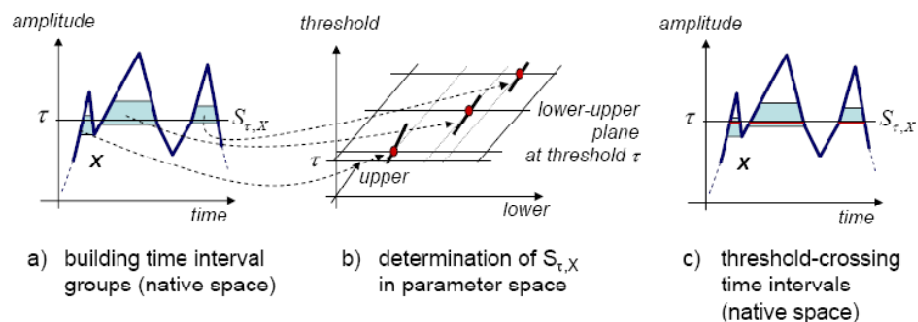 amplitude
τ
S τ,X
X
time
a) building time interval
groups (native space)
threshold
lower-upper
plane
at threshold τ
τ
upper
lower
b) determination of S τ,X
in parameter space
amplitude
τ
S τ,X
X
time
c) threshold-crossing
time intervals
(native space)